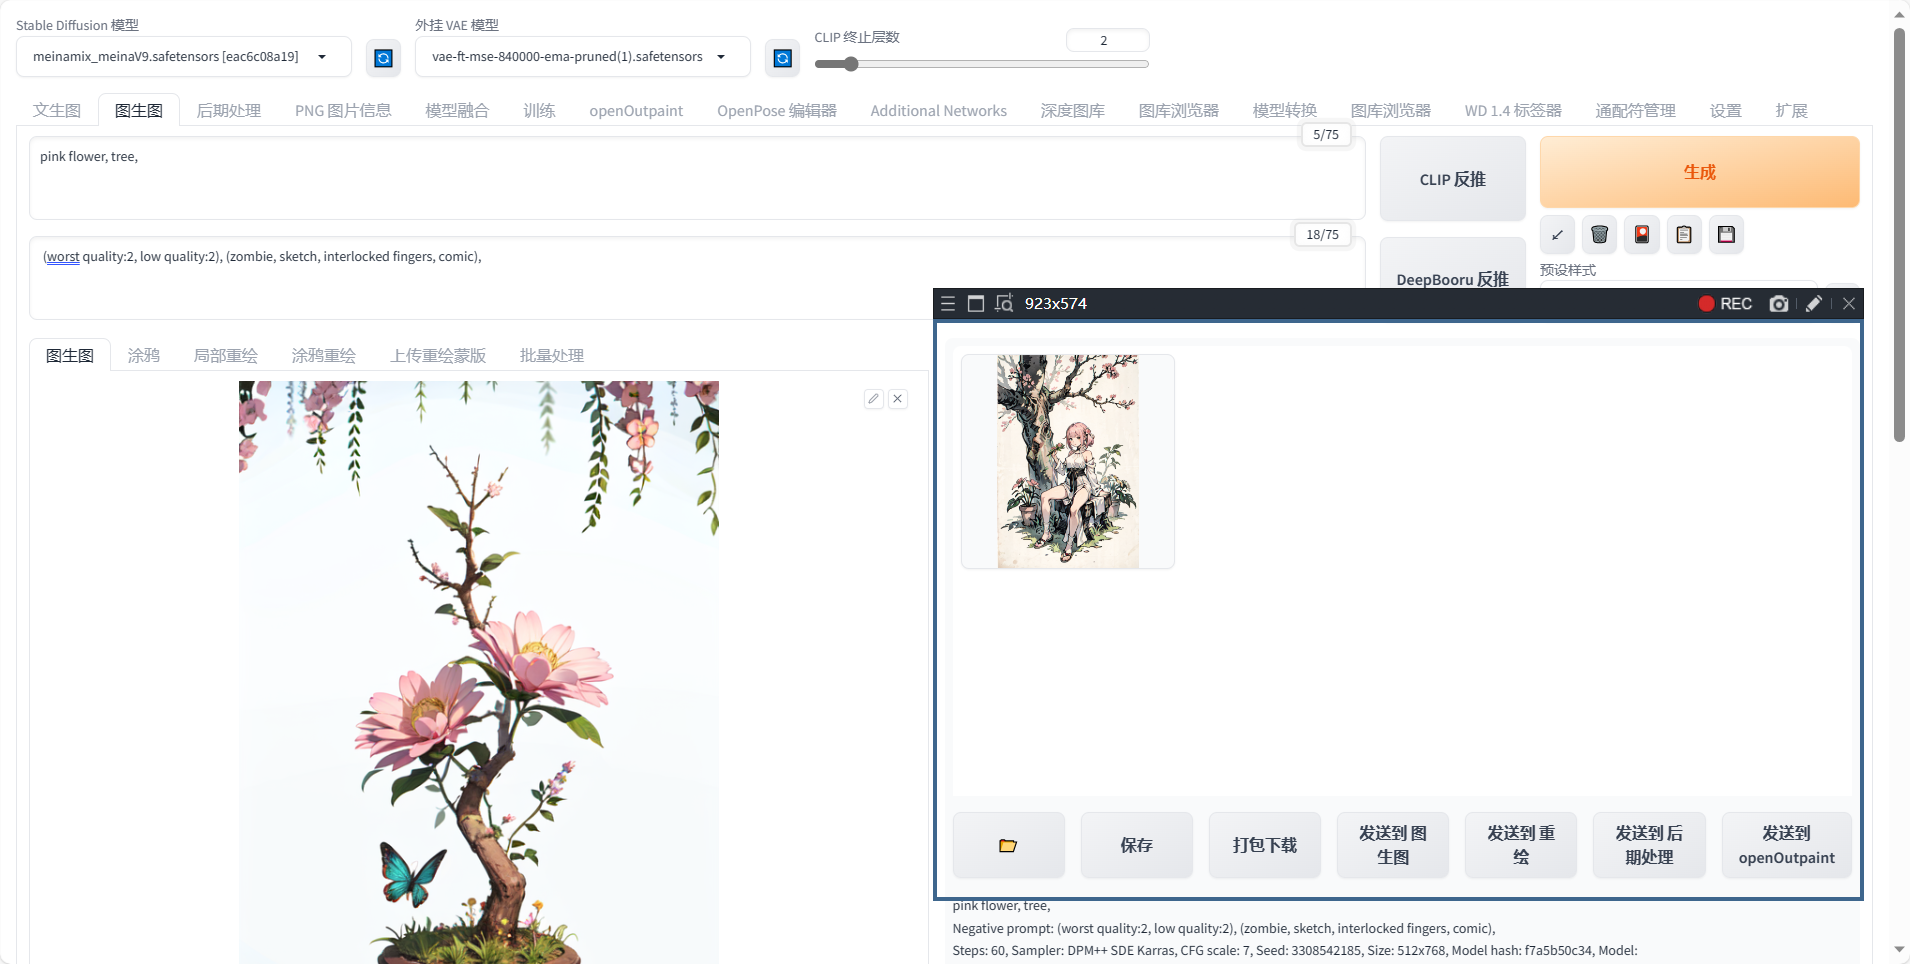 Stable Diffusion 模型
外挂 VAE 模型
CLIP 终止层数
2
meinamix_meinaV9.safetensors [eac6c08a19]
vae-ft-mse-840000-ema-pruned(1).safetensors
文生图 图生图 后期处理 PNG 图片信息 模型融合 训练 openOutpaint OpenPose 编辑器 Additional Networks 深度图库 图库浏览器 模型转换 图库浏览器 WD 1.4 标签器 通配符管理 设置 扩展
5/75
pink flower, tree,
CLIP 反推
生成
18/75
(worst quality:2, low quality:2), (zombie, sketch, interlocked fingers, comic),
DeepBooru 反推
预设样式
923x574
REC
图生图 涂鸦 局部重绘 涂鸦重绘 上传重绘蒙版 批量处理
保存
打包下载
发送到 图
生图
发送到 重
绘
发送到 后
期处理
发送到
openOutpaint
pink flower, tree,
Negative prompt: (worst quality:2, low quality:2), (zombie, sketch, interlocked fingers, comic),
Steps: 60, Sampler: DPM++ SDE Karras, CFG scale: 7, Seed: 3308542185, Size: 512x768, Model hash: f7a5b50c34, Model: